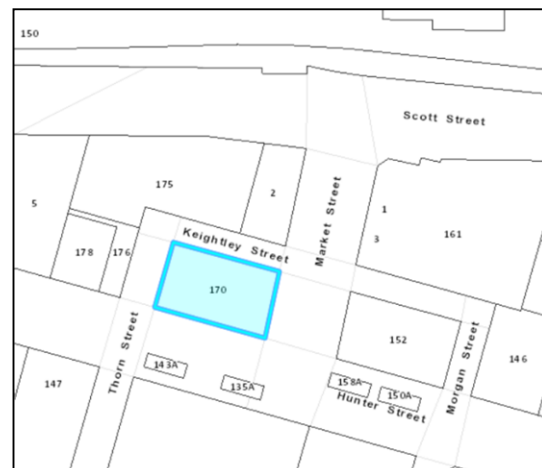 150
Scott Street
175
2
5
1
3
161
Market Street
Keightley Street
178
176
170
152
146
Thorn Street
143A
135A
158A
150A
Hunter Street
Morgan Street
147